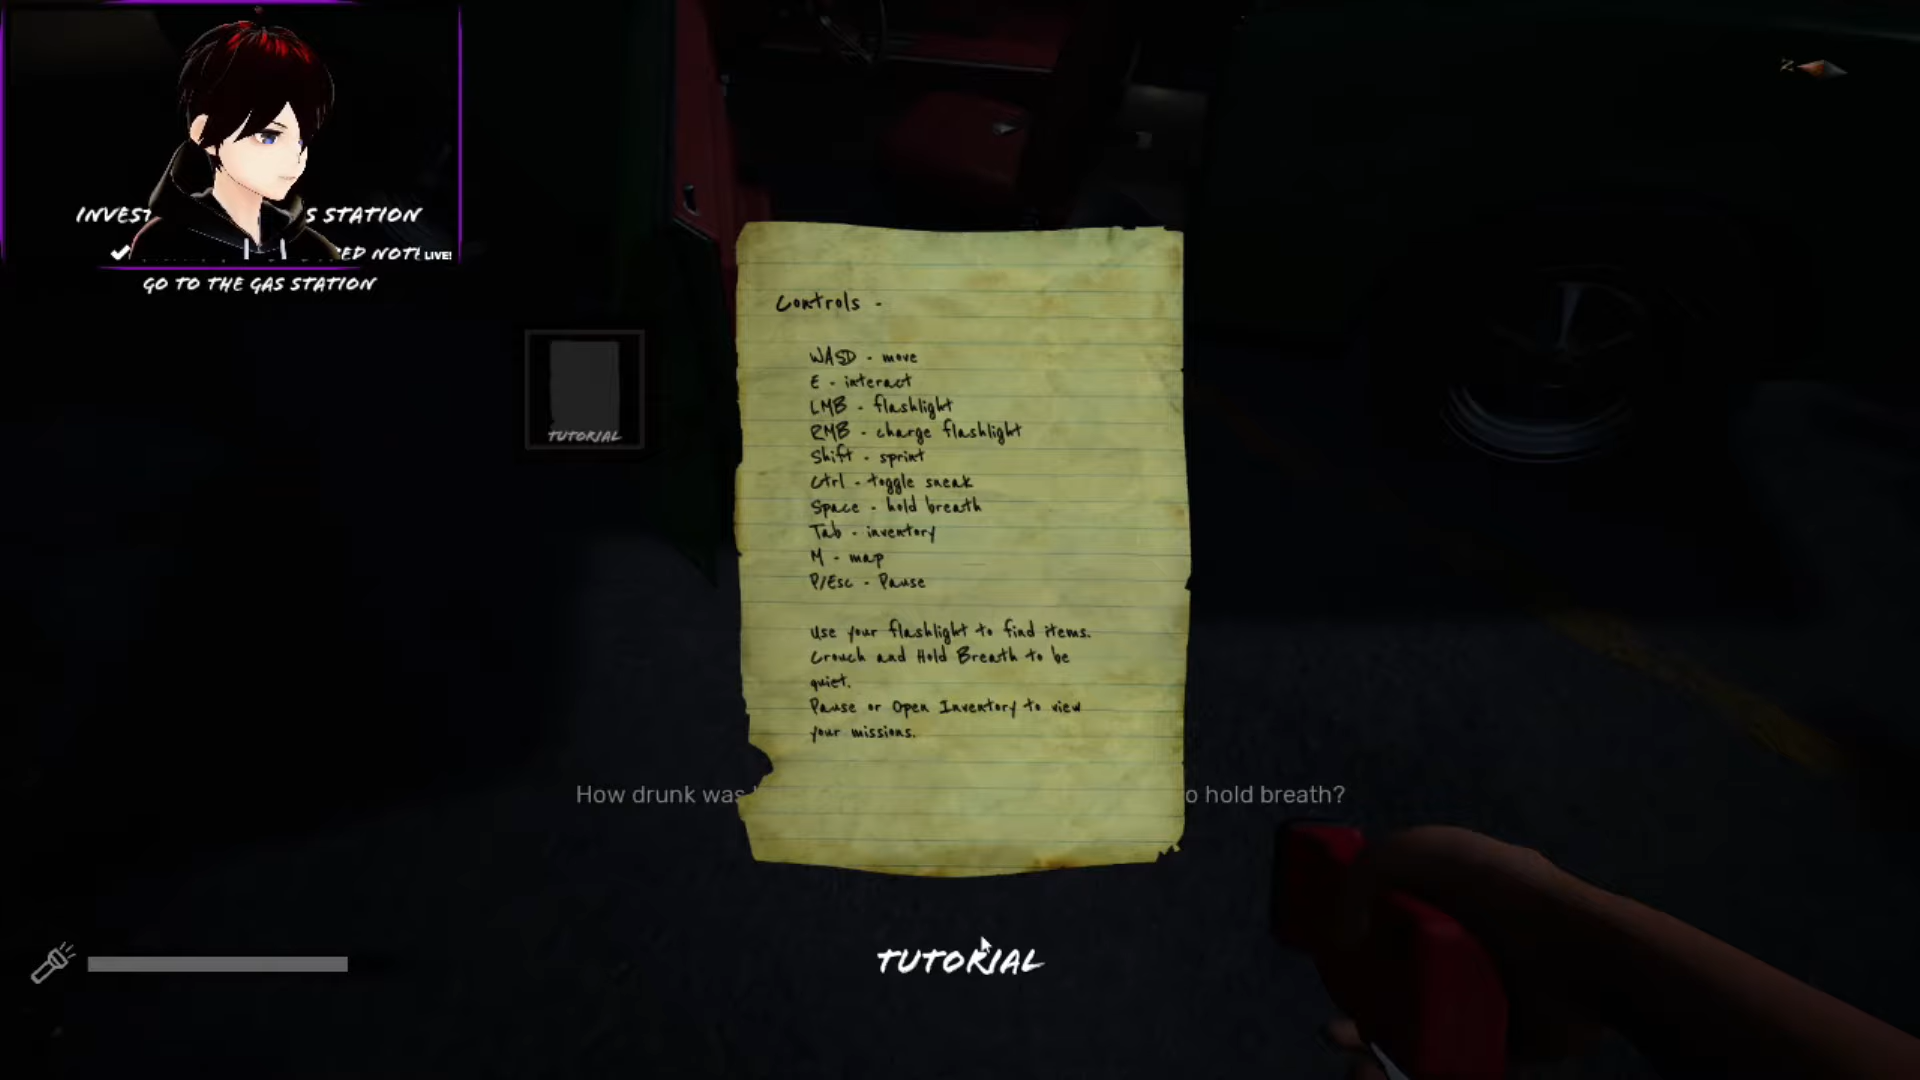 INVEST S STATION
ED NOT LIVE!
GO TO THE GAS STATION
Z
TUTORIAL
Controls -
WASD - move
E - interact
LMB - flashlight
RMB - charge flashlight
Shift - sprint
Ctrl - toggle sneak
Space - hold breath
Tab - inventory
M - map
P/Esc - Pause
Use your flashlight to find items.
Crouch and Hold Breath to be
quiet.
Pause or Open Inventory to view
your missions.
How drunk was o hold breath?
TUTORIAL